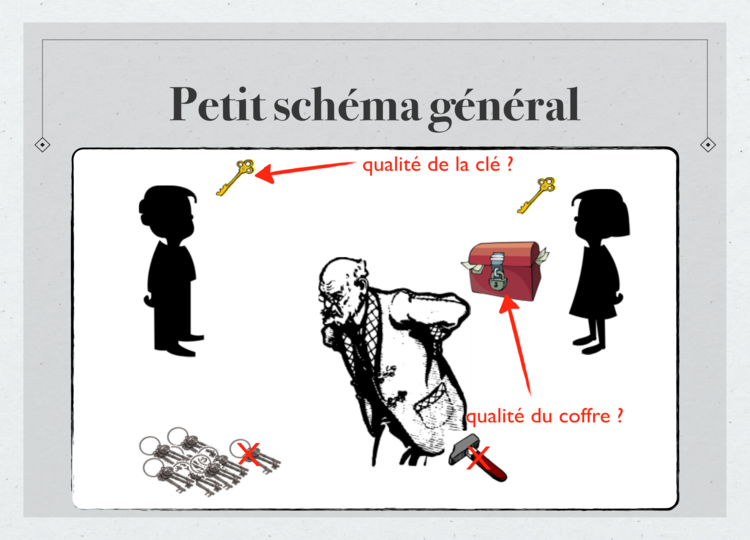 Petit schéma général
qualité de la clé ?
qualité du coffre ?